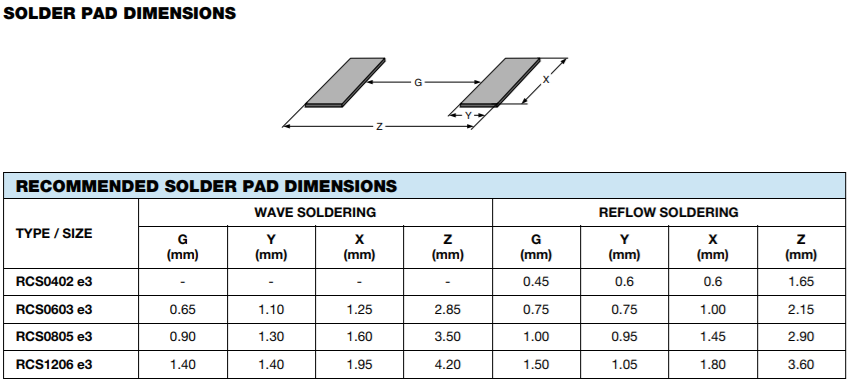 SOLDER PAD DIMENSIONS
G
X
Y
Z
RECOMMENDED SOLDER PAD DIMENSIONS
TYPE / SIZE WAVE SOLDERING REFLOW SOLDERING
G (mm) Y (mm) X (mm) Z (mm) G (mm) Y (mm) X (mm) Z (mm)
RCS0402 e3 - - - - 0.45 0.6 0.6 1.65
RCS0603 e3 0.65 1.10 1.25 2.85 0.75 0.75 1.00 2.15
RCS0805 e3 0.90 1.30 1.60 3.50 1.00 0.95 1.45 2.90
RCS1206 e3 1.40 1.40 1.95 4.20 1.50 1.05 1.80 3.60